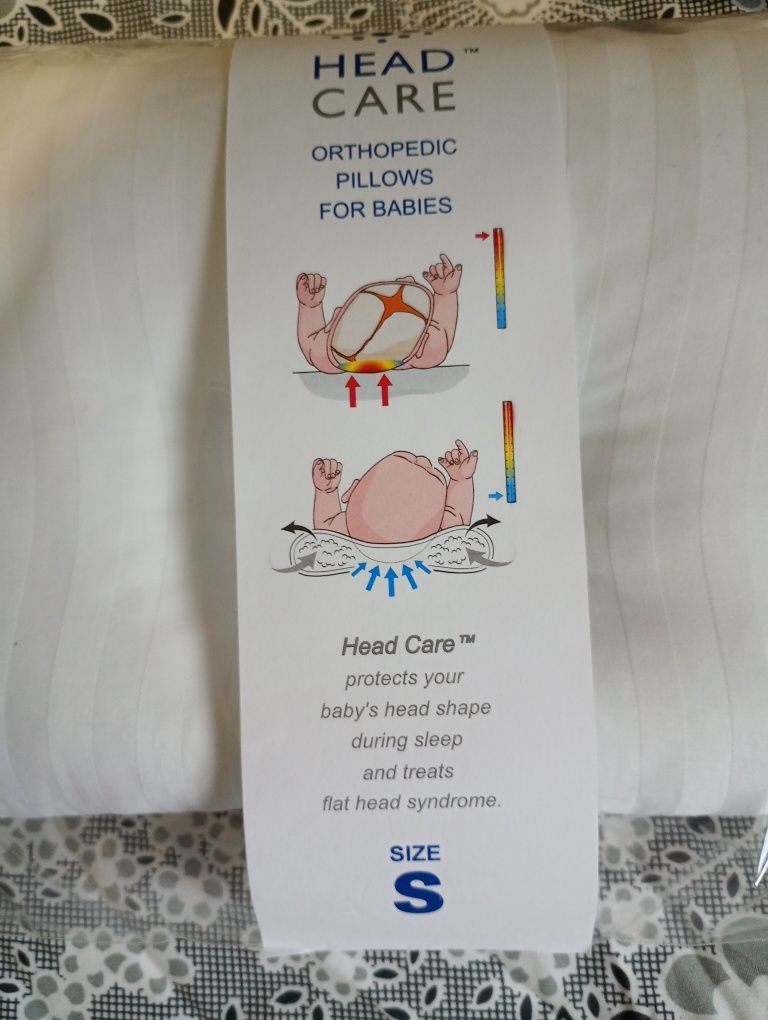 HEAD™
CARE
ORTHOPEDIC
PILLOWS
FOR BABIES
Head Care™
protects your
baby's head shape
during sleep
and treats
flat head syndrome.
SIZE
S